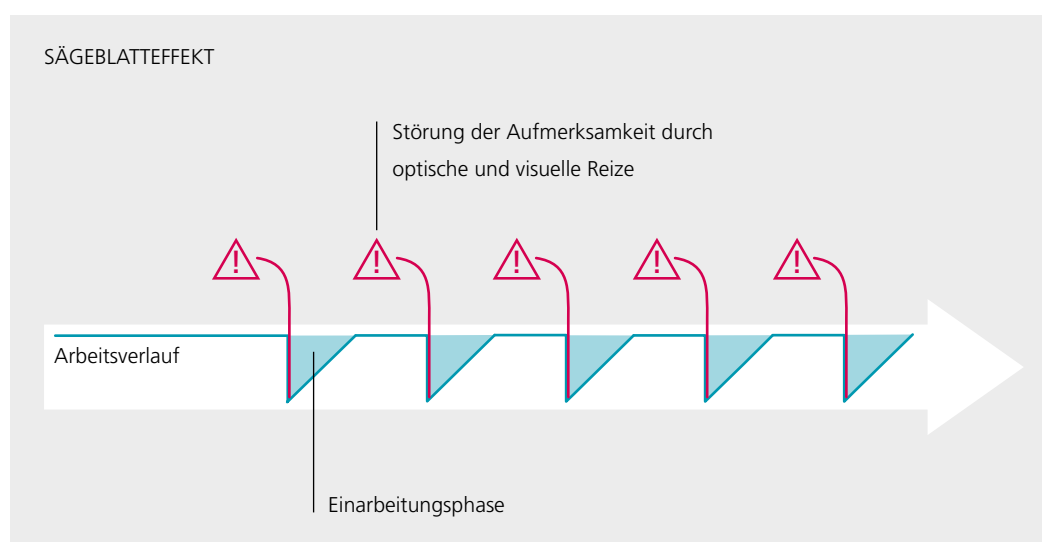 SÄGEBLATTEFFEKT
Störung der Aufmerksamkeit durch
optische und visuelle Reize
!
!
!
!
!
Arbeitsverlauf
Einarbeitungsphase